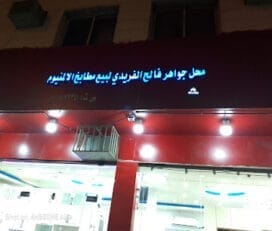 محل جواهر فالح الفريدي لبيع مطابخ الالمنيوم